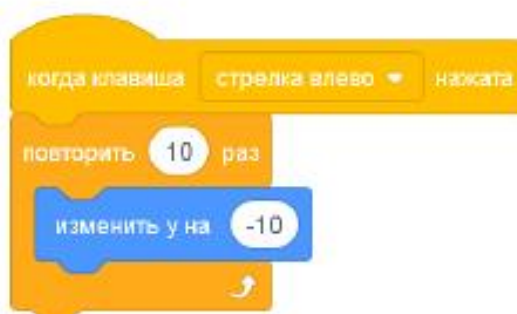 когда клавиша стрелка влево нажата
повторить 10 раз
изменить y на -10